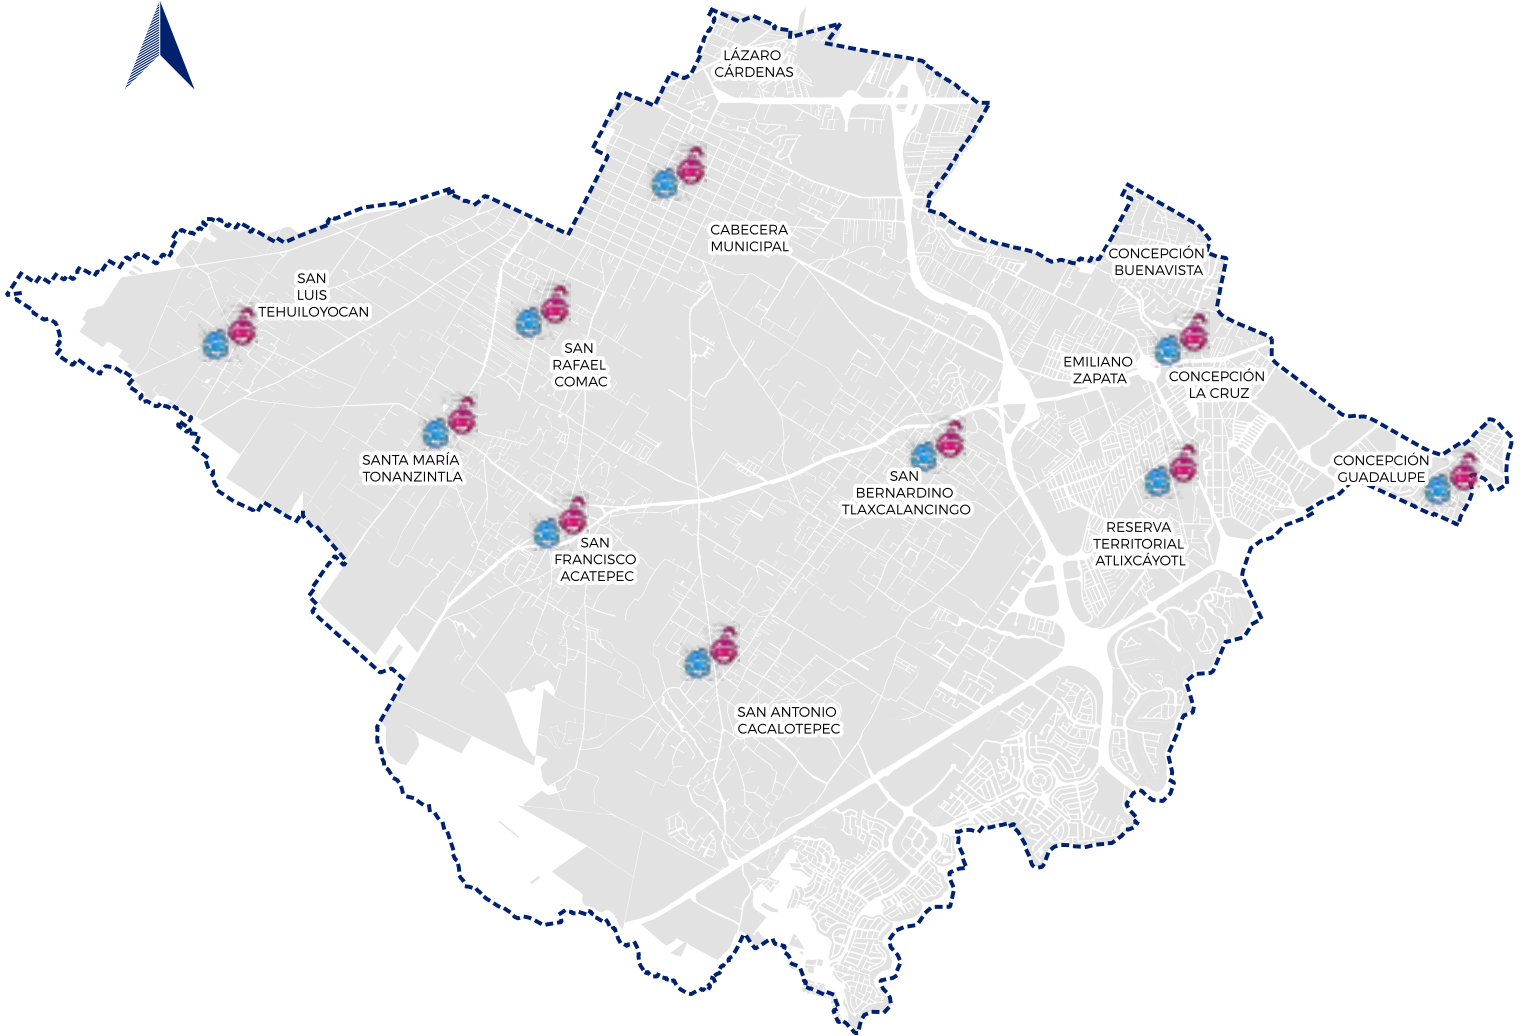 LÁZARO
CÁRDENAS
CABECERA
MUNICIPAL
CONCEPCIÓN
BUENAVISTA
SAN
LUIS
TEHUILOYOCAN
SAN
RAFAEL
COMAC
EMILIANO
ZAPATA
CONCEPCIÓN
LA CRUZ
SANTA MARÍA
TONANZINTLA
SAN
BERNARDINO
TLAXCALANCINGO
CONCEPCIÓN
GUADALUPE
RESERVA
TERRITORIAL
ATLIXCÁYOTL
SAN
FRANCISCO
ACATEPEC
SAN ANTONIO
CACALOTEPEC